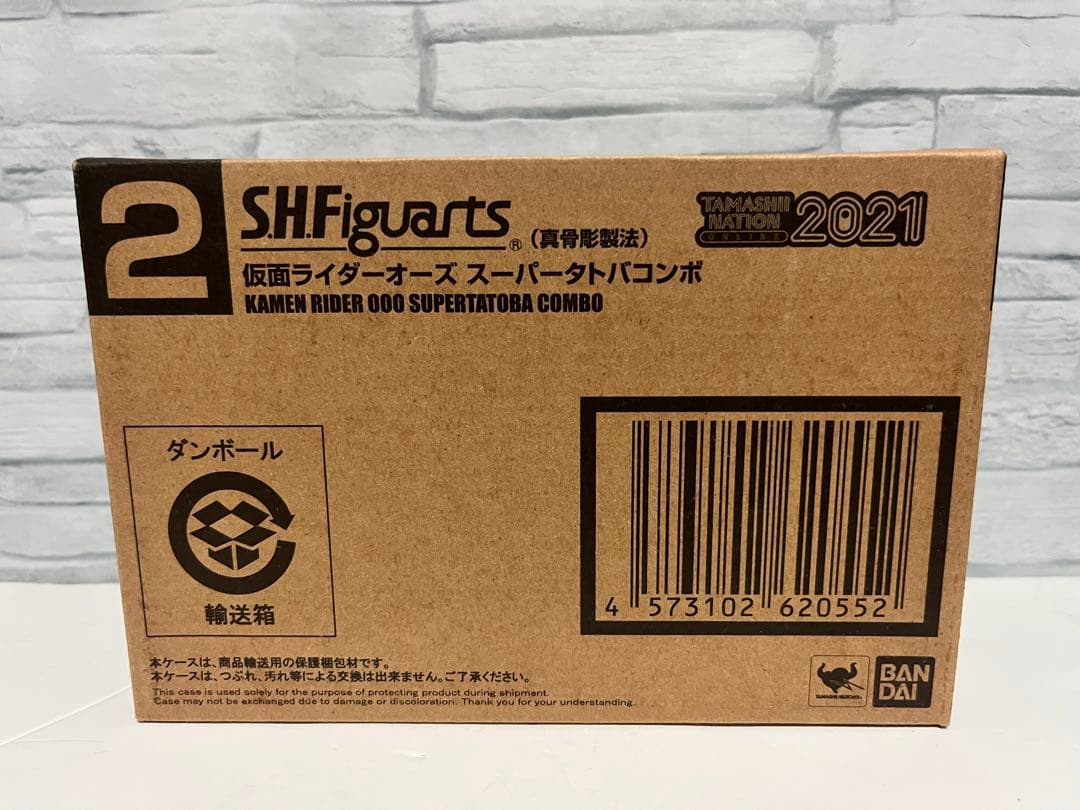 2
S.H.Figuarts® (真骨彫製法)
TAMASHII NATION ONLINE 2021
仮面ライダーオーズ スーパータトバコンボ
KAMEN RIDER OOO SUPERTATOBA COMBO
ダンボール
輸送箱
4 573102 620552
本ケースは、商品輸送用の保護梱包材です。
本ケースは、つぶれ、汚れ等による交換は出来ません。ご了承ください。
This case is used solely for the purpose of protecting product during shipment.
Case may not be exchanged due to damage or discoloration. Thank you for your understanding.
TAMASHII NATIONS
BAN
DAI